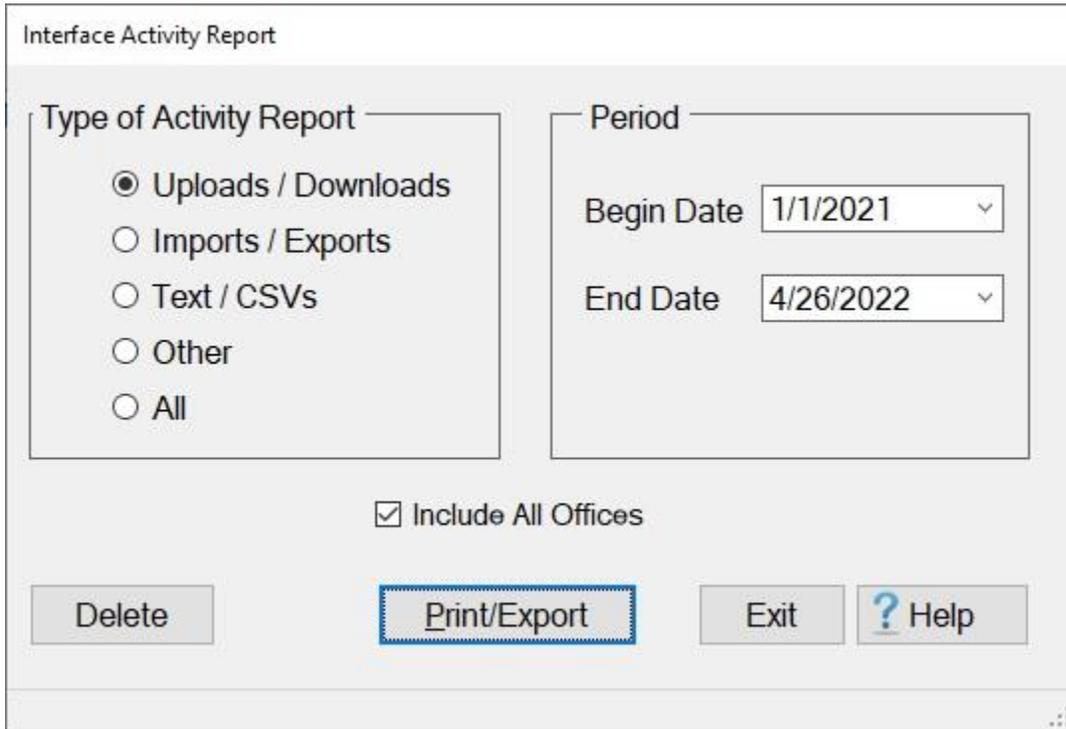 Interface Activity Report
Type of Activity Report
Uploads / Downloads
Imports / Exports
Text / CSVs
Other
All
Period
Begin Date 1/1/2021
End Date 4/26/2022
Include All Offices
Delete Print/Export Exit ? Help